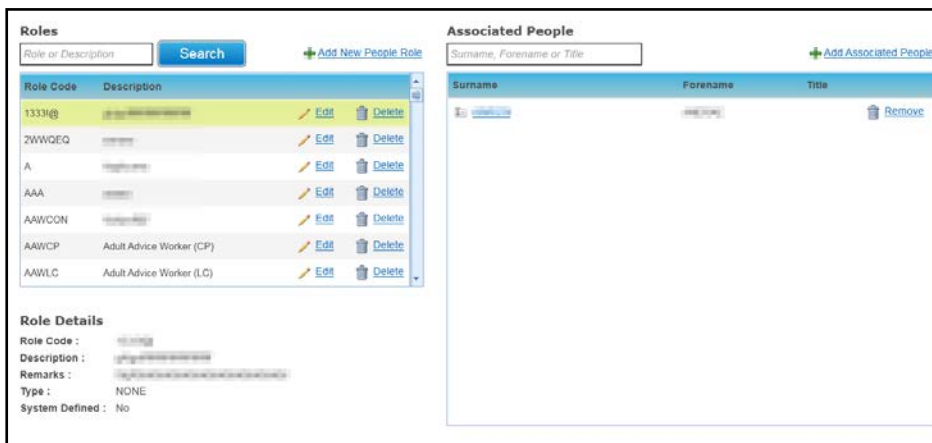 Roles
Role or Description
Search
Add New People Role
Role Code Description
1333!@ Edit Delete
2WWQEQ Edit Delete
A Edit Delete
AAA Edit Delete
AAWCON Edit Delete
AAWCP Adult Advice Worker (CP) Edit Delete
AAWLC Adult Advice Worker (LC) Edit Delete
Role Details
Role Code :
Description :
Remarks :
Type : NONE
System Defined : No
Associated People
Surname, Forename or Title
Add Associated People
Surname Forename Title
Remove